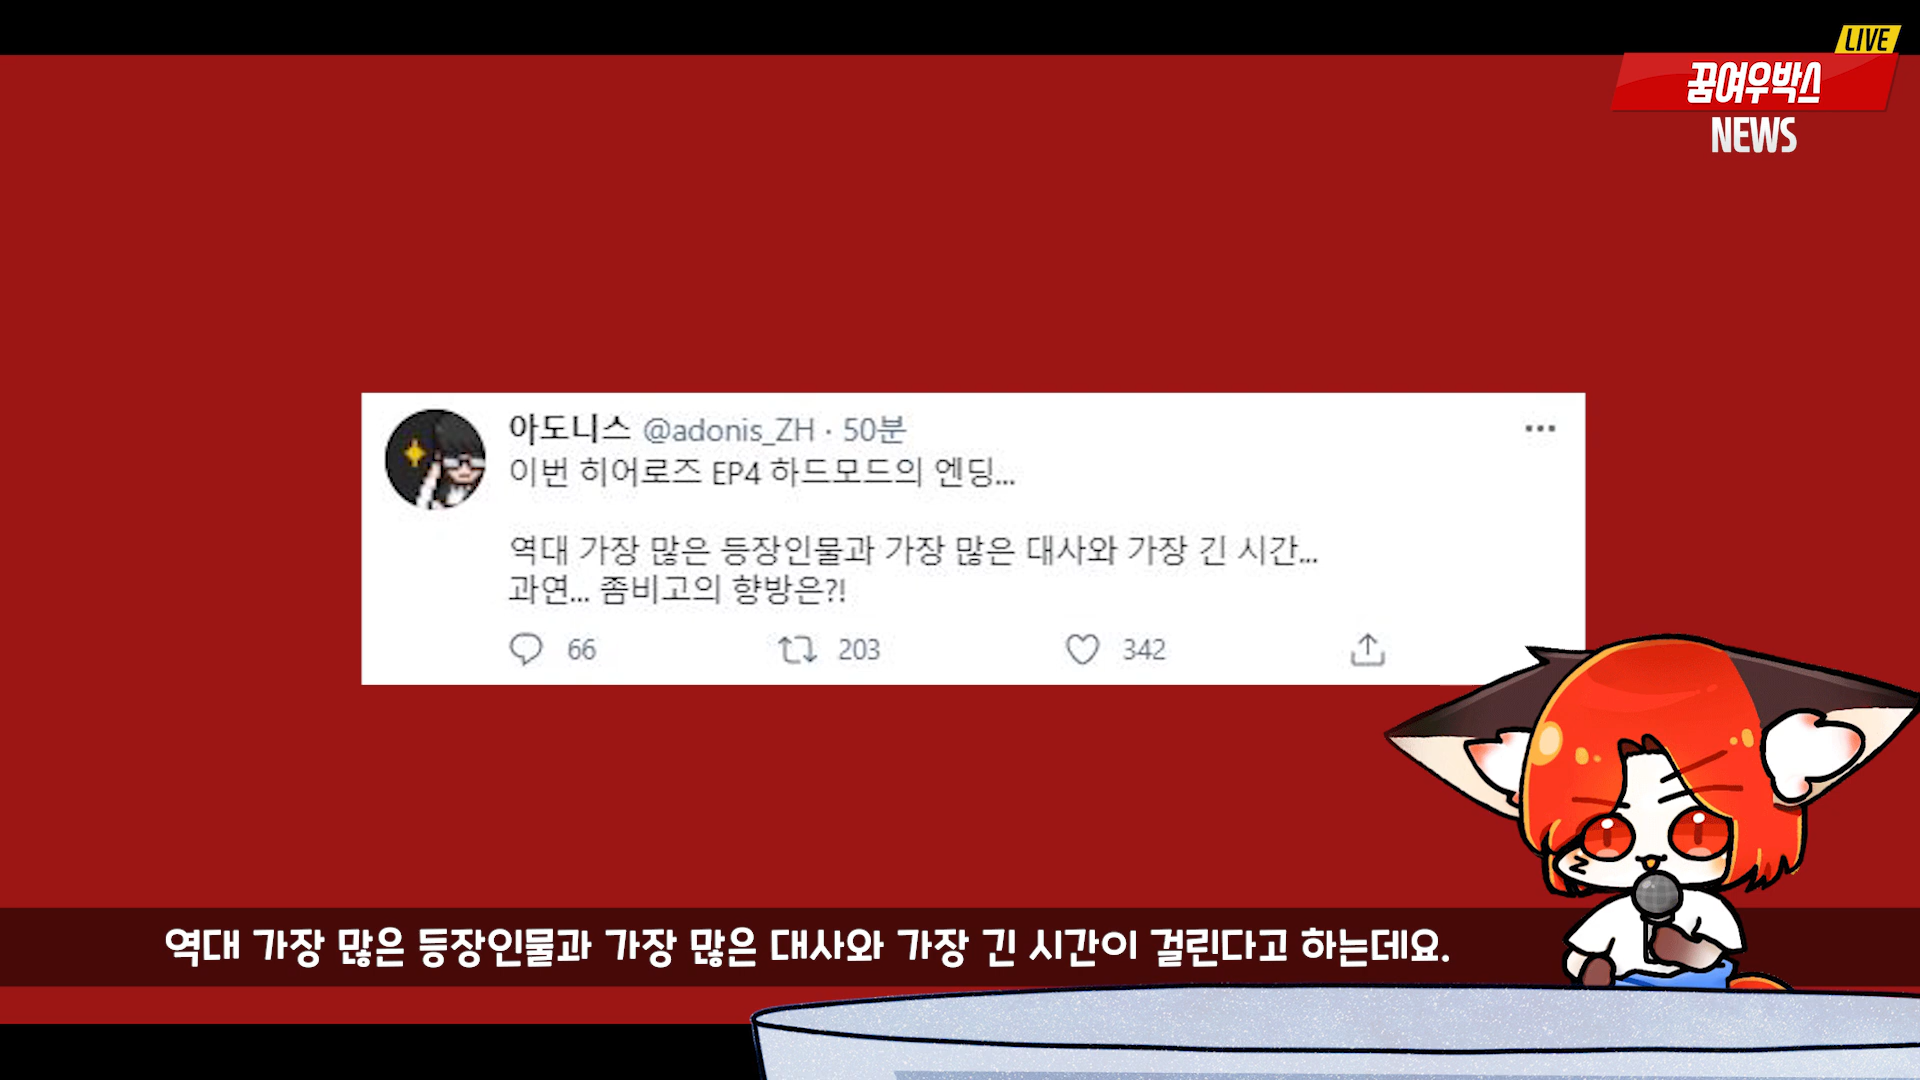 LIVE
꿈여우박스
NEWS
아도니스 @adonis_ZH · 50분
이번 히어로즈 EP4 하드모드의 엔딩...
역대 가장 많은 등장인물과 가장 많은 대사와 가장 긴 시간...
과연... 좀비고의 향방은?!
66 203 342
역대 가장 많은 등장인물과 가장 많은 대사와 가장 긴 시간이 걸린다고 하는데요.